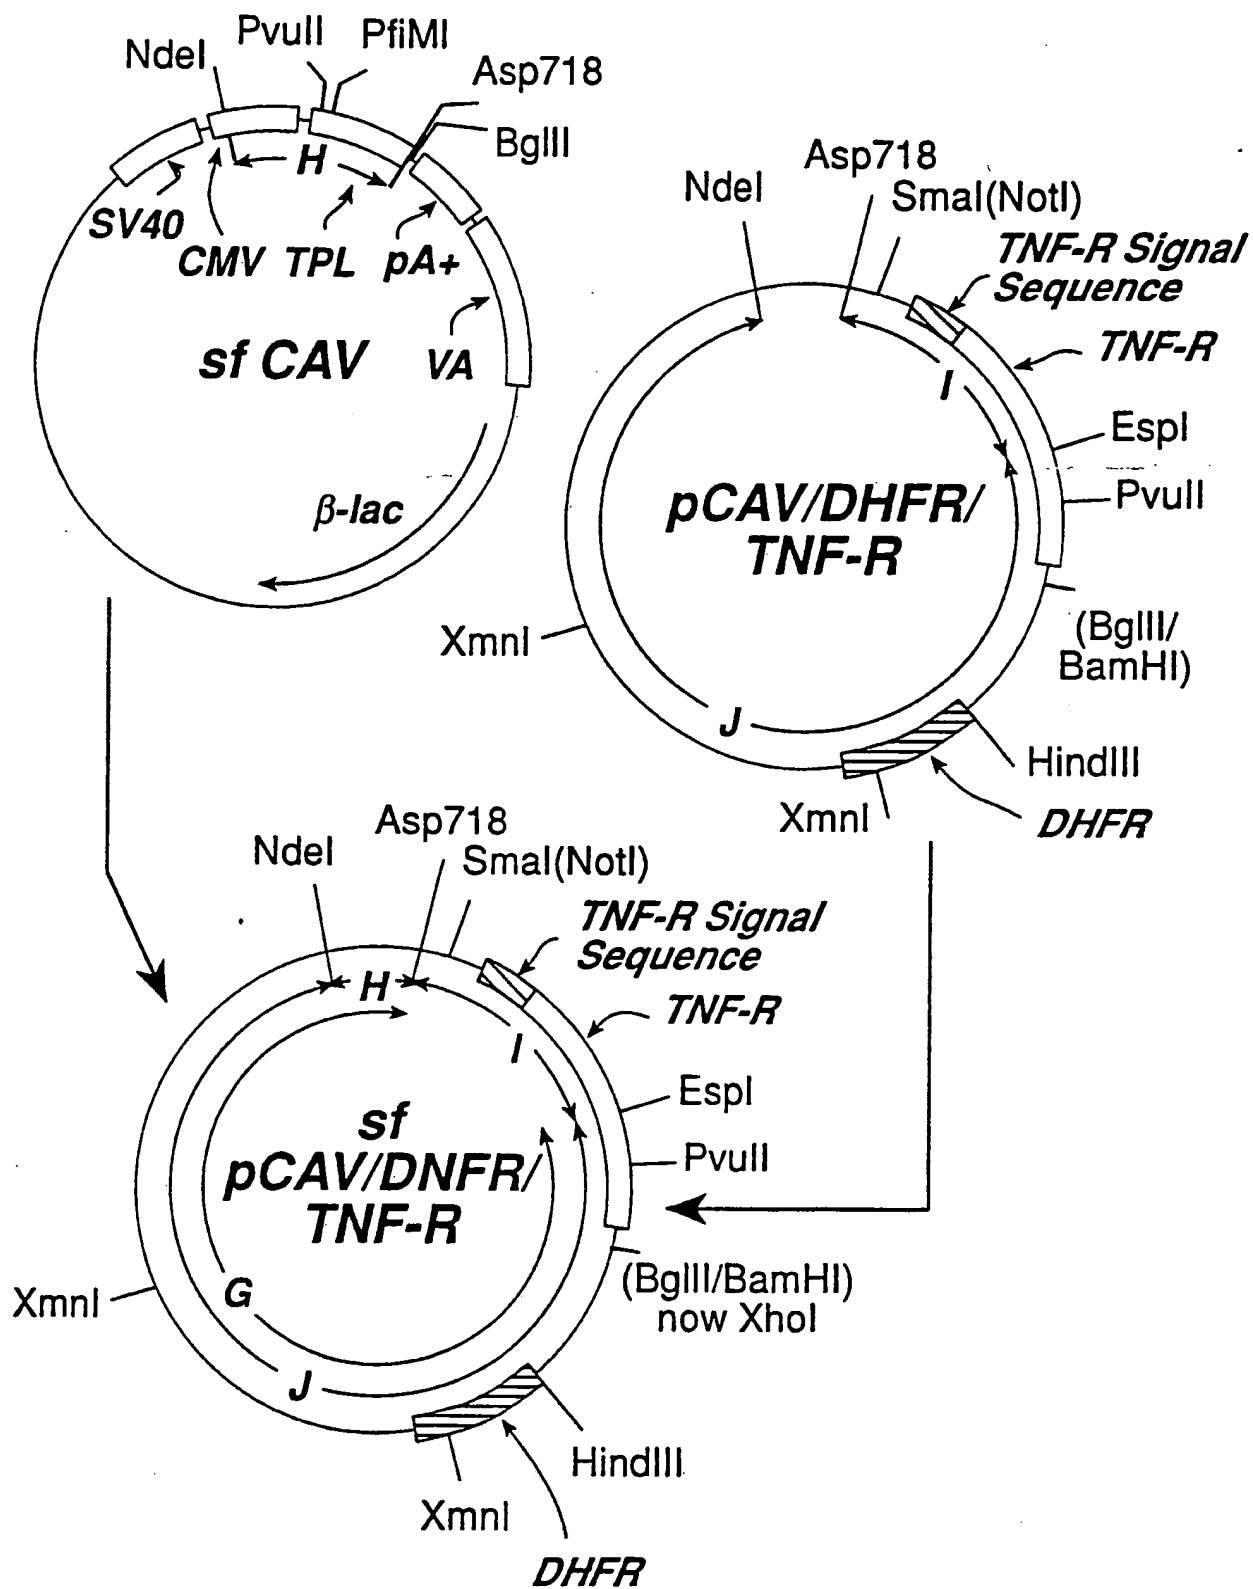 PvuII
PfiMI
NdeI
Asp718
BglII
H
SV40
CMV
TPL
pA+
sf CAV
VA
β-lac
Asp718
NdeI
SmaI(NotI)
TNF-R Signal
Sequence
TNF-R
I
EspI
PvuII
pCAV/DHFR/
TNF-R
XmnI
(BglII/
BamHI)
J
HindIII
XmnI
DHFR
Asp718
NdeI
SmaI(NotI)
TNF-R Signal
Sequence
H
TNF-R
I
EspI
sf
pCAV/DNFR/
TNF-R
PvuII
G
XmnI
(BglII/BamHI)
now XhoI
J
HindIII
XmnI
DHFR